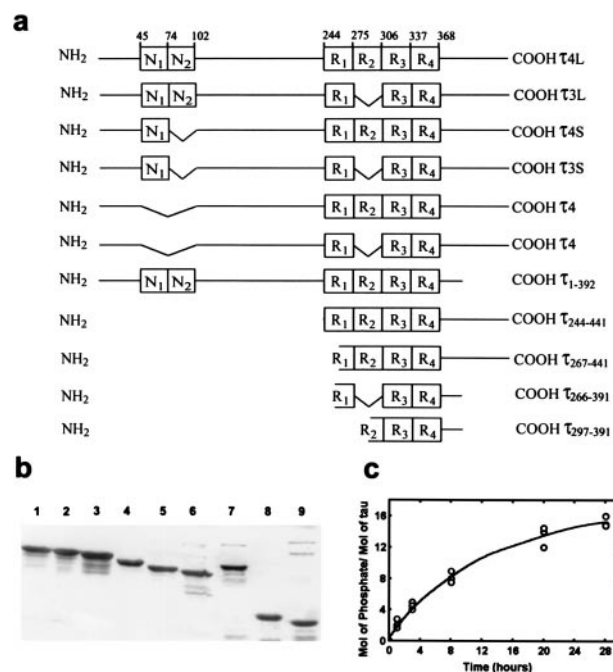 a
45 74 102 244 275 306 337 368
NH₂ N₁ N₂ R₁ R₂ R₃ R₄ COOH τ4L
NH₂ N₁ N₂ R₁ R₃ R₄ COOH τ3L
NH₂ N₁ R₁ R₂ R₃ R₄ COOH τ4S
NH₂ N₁ R₁ R₃ R₄ COOH τ3S
NH₂ R₁ R₂ R₃ R₄ COOH τ4
NH₂ R₁ R₃ R₄ COOH τ4
NH₂ N₁ N₂ R₁ R₂ R₃ R₄ COOH τ₁₋₃₉₂
NH₂ R₁ R₂ R₃ R₄ COOH τ₂₄₄₋₄₄₁
NH₂ R₁ R₂ R₃ R₄ COOH τ₂₆₇₋₄₄₁
NH₂ R₁ R₃ R₄ COOH τ₂₆₆₋₃₉₁
NH₂ R₂ R₃ R₄ COOH τ₂₉₇₋₃₉₁
b
1 2 3 4 5 6 7 8 9
c
Mol of Phosphate/ Mol of tau
16
12
8
4
0
0 4 8 12 16 20 24 28
Time (hours)